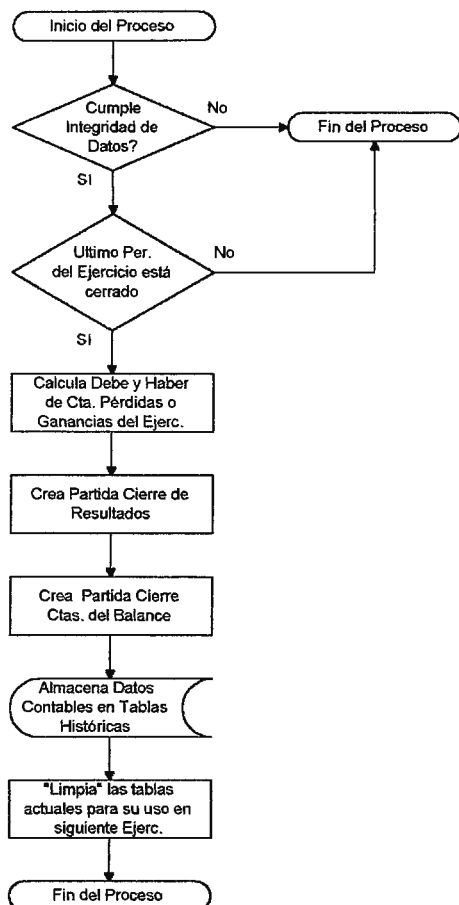 Inicio del Proceso
Cumple
Integridad de
Datos?
No
Fin del Proceso
SI
Ultimo Per.
del Ejercicio está
cerrado
No
SI
Calcula Debe y Haber
de Cta. Pérdidas o
Ganancias del Ejerc.
Crea Partida Cierre de
Resultados
Crea Partida Cierre
Ctas. del Balance
Almacena Datos
Contables en Tablas
Históricas
"Limpia" las tablas
actuales para su uso en
siguiente Ejerc.
Fin del Proceso